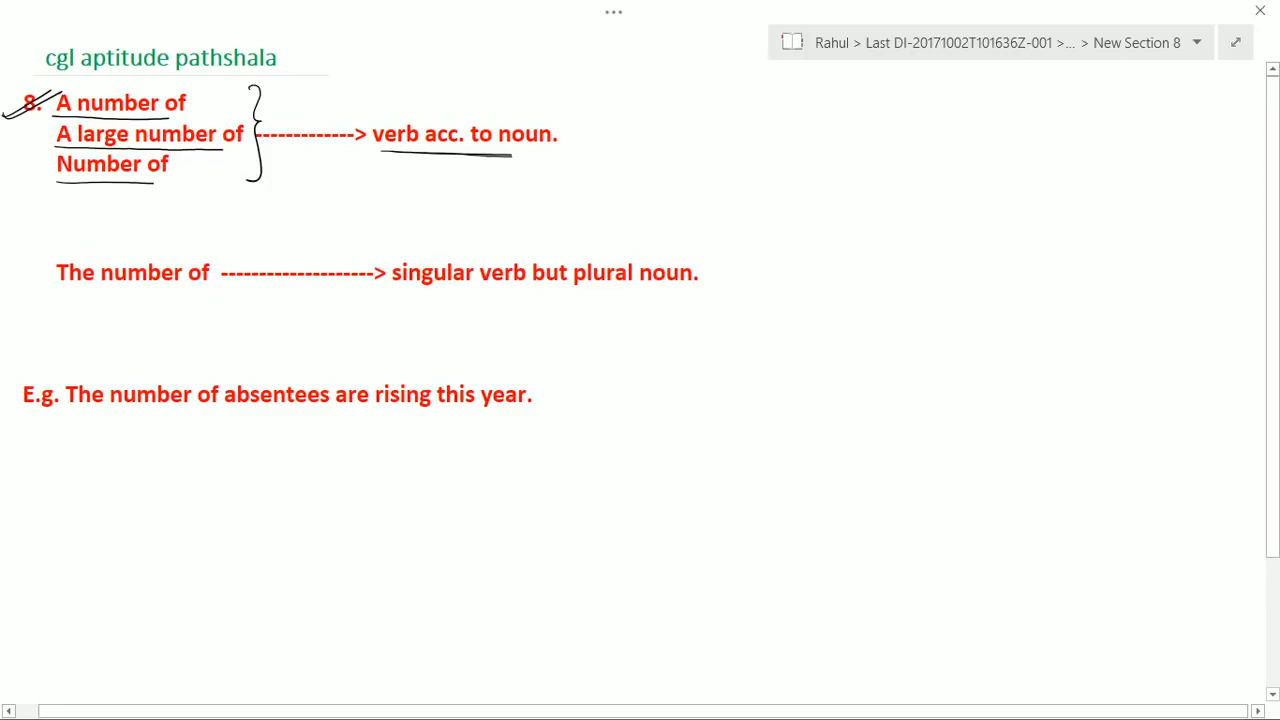 Rahul > Last DI-20171002T101636Z-001 >... > New Section 8
cgl aptitude pathshala
8. A number of
A large number of -------------> verb acc. to noun.
Number of
The number of --------------------> singular verb but plural noun.
E.g. The number of absentees are rising this year.